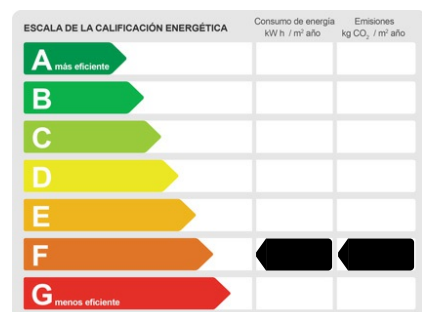 ESCALA DE LA CALIFICACIÓN ENERGÉTICA
Consumo de energía
kW h / m² año
Emisiones
kg CO₂ / m² año
A más eficiente
B
C
D
E
F
G menos eficiente